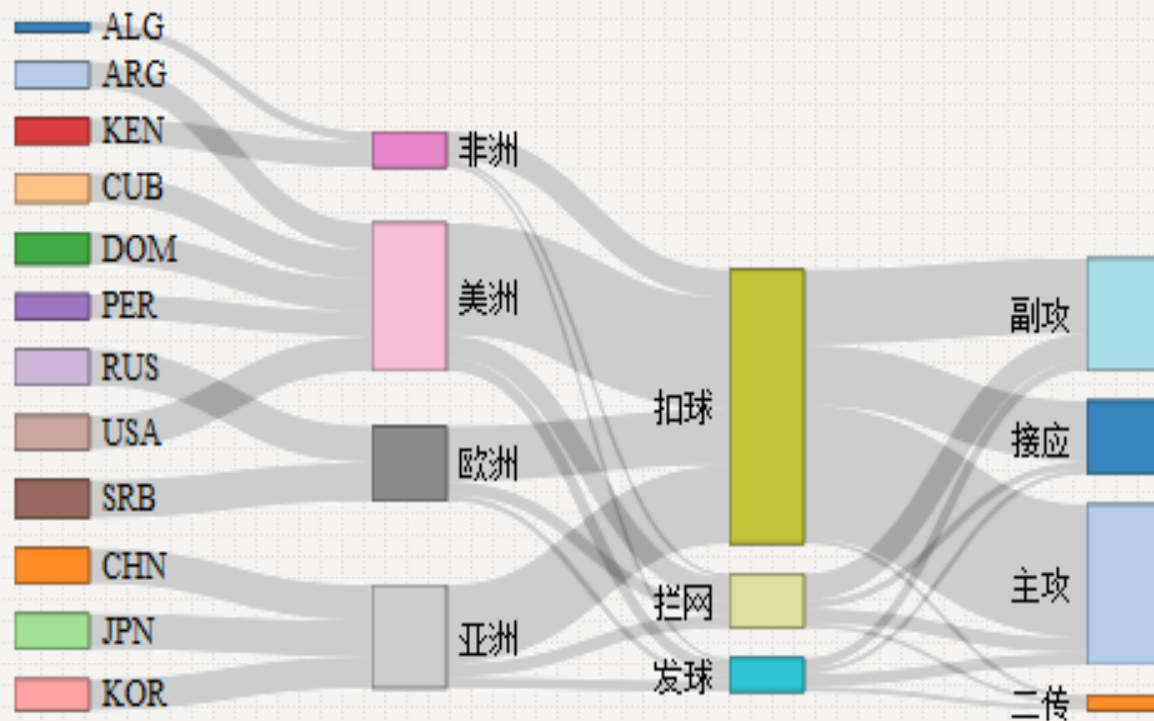 ALG
ARG
KEN
CUB
DOM
PER
RUS
USA
SRB
CHN
JPN
KOR
非洲
美洲
欧洲
亚洲
扣球
拦网
发球
副攻
接应
主攻
二传